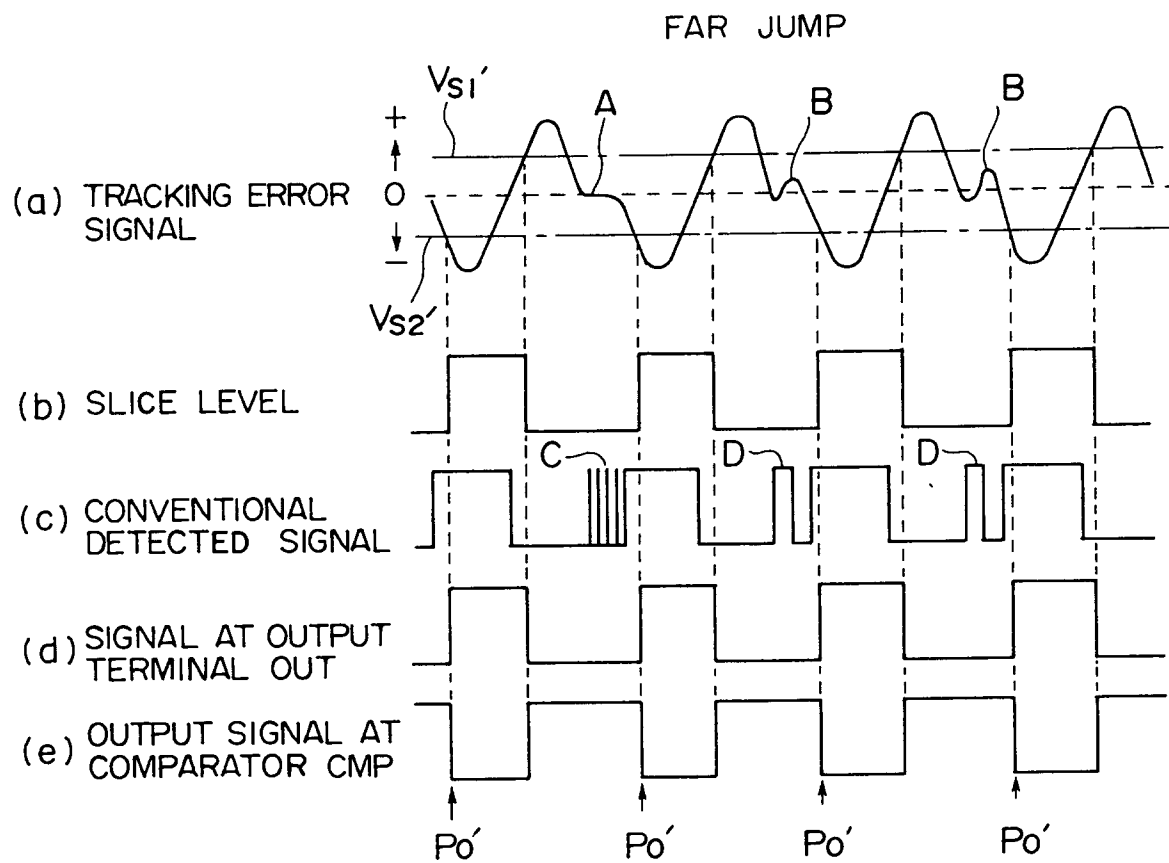 FAR JUMP
Vs1'
A
B
B
+
0
−
(a) TRACKING ERROR
SIGNAL
Vs2'
(b) SLICE LEVEL
C
D
D
(c) CONVENTIONAL
DETECTED SIGNAL
(d) SIGNAL AT OUTPUT
TERMINAL OUT
(e) OUTPUT SIGNAL AT
COMPARATOR CMP
Po' Po' Po' Po'